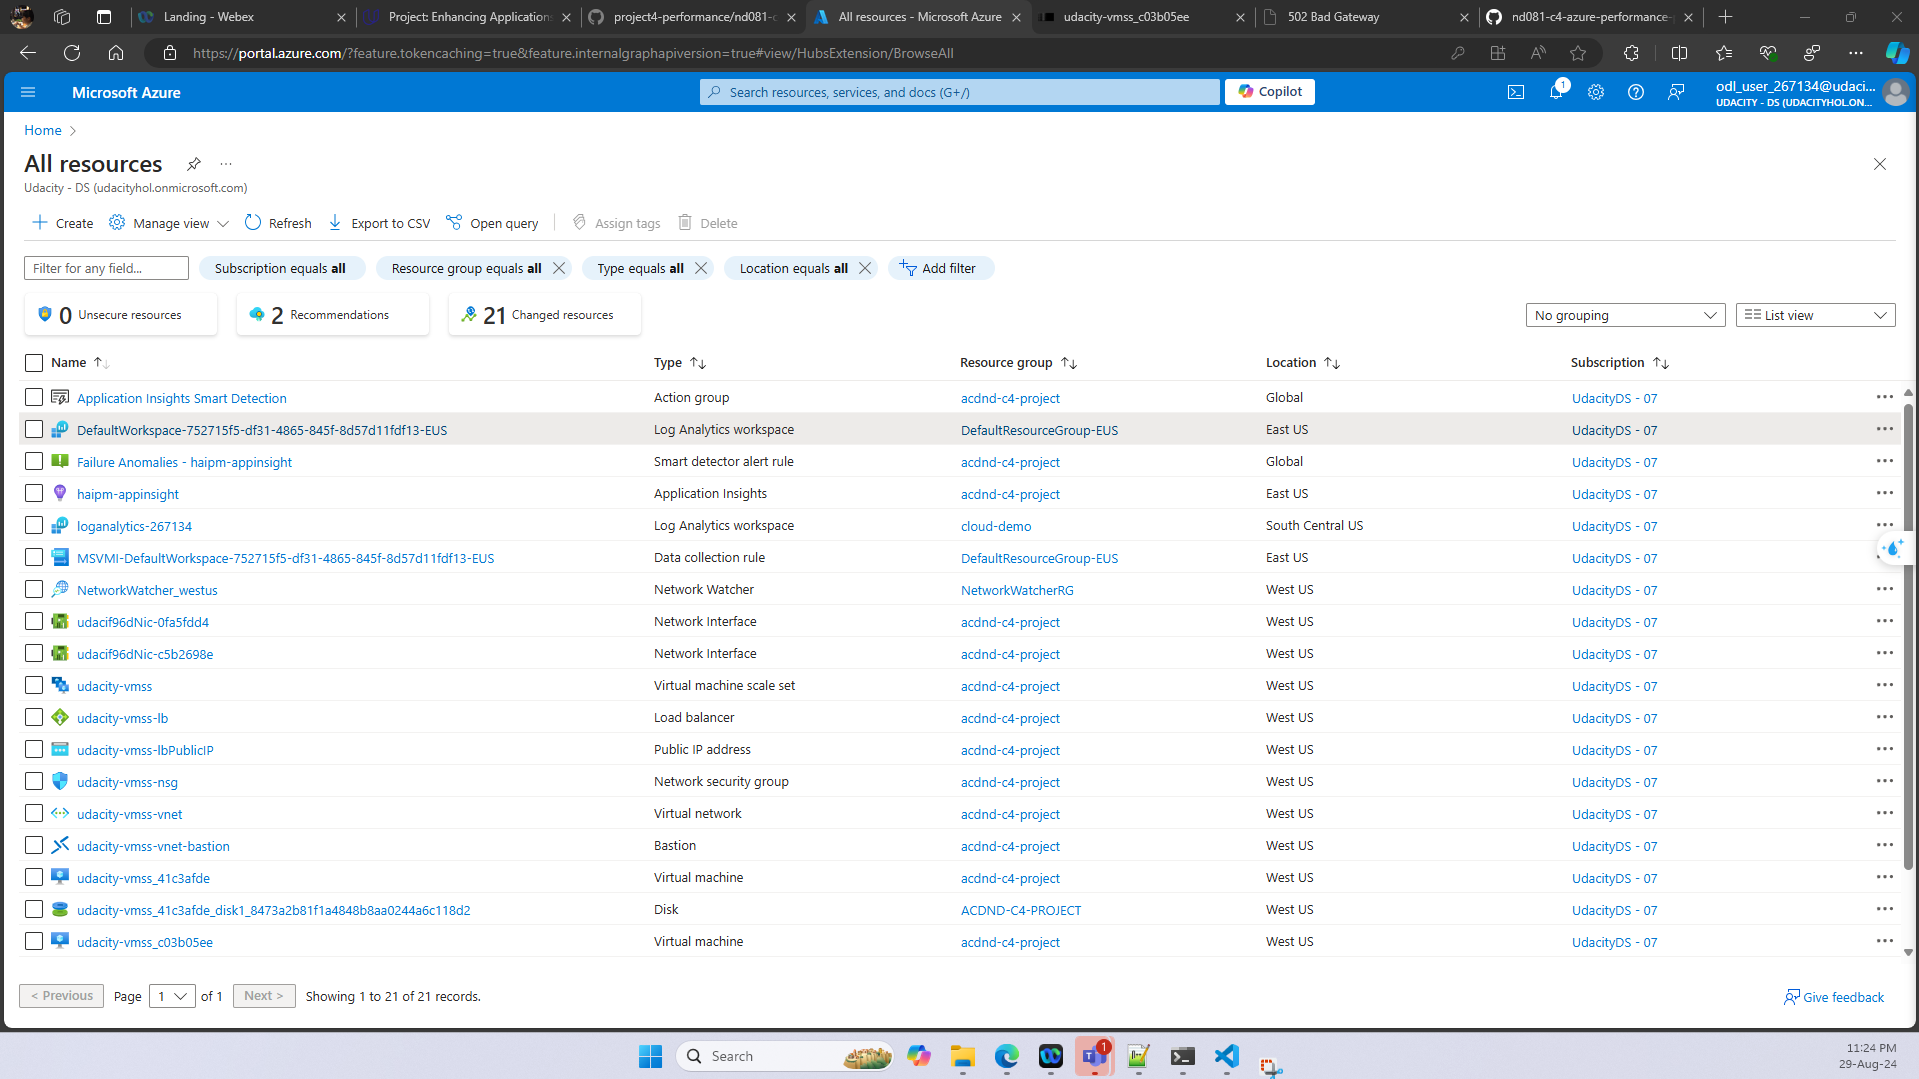 Landing - Webex
Project: Enhancing Applications
project4-performance/nd081-c
All resources - Microsoft Azure
udacity-vmss_c03b05ee
502 Bad Gateway
nd081-c4-azure-performance-
https://portal.azure.com/?feature.tokencaching=true&feature.internalgraphapiversion=true#view/HubsExtension/BrowseAll
Microsoft Azure
Search resources, services, and docs (G+/)
Copilot
1
odl_user_267134@udaci...
UDACITY - DS (UDACITYHOL.ON...
Home
All resources
Udacity - DS (udacityhol.onmicrosoft.com)
Create
Manage view
Refresh
Export to CSV
Open query
Assign tags
Delete
Filter for any field...
Subscription equals all
Resource group equals all
Type equals all
Location equals all
Add filter
0 Unsecure resources
2 Recommendations
21 Changed resources
No grouping
List view
Name Type Resource group Location Subscription
Application Insights Smart Detection Action group acdnd-c4-project Global UdacityDS - 07
DefaultWorkspace-752715f5-df31-4865-845f-8d57d11fdf13-EUS Log Analytics workspace DefaultResourceGroup-EUS East US UdacityDS - 07
Failure Anomalies - haipm-appinsight Smart detector alert rule acdnd-c4-project Global UdacityDS - 07
haipm-appinsight Application Insights acdnd-c4-project East US UdacityDS - 07
loganalytics-267134 Log Analytics workspace cloud-demo South Central US UdacityDS - 07
MSVMI-DefaultWorkspace-752715f5-df31-4865-845f-8d57d11fdf13-EUS Data collection rule DefaultResourceGroup-EUS East US UdacityDS - 07
NetworkWatcher_westus Network Watcher NetworkWatcherRG West US UdacityDS - 07
udacif96dNic-0fa5fdd4 Network Interface acdnd-c4-project West US UdacityDS - 07
udacif96dNic-c5b2698e Network Interface acdnd-c4-project West US UdacityDS - 07
udacity-vmss Virtual machine scale set acdnd-c4-project West US UdacityDS - 07
udacity-vmss-lb Load balancer acdnd-c4-project West US UdacityDS - 07
udacity-vmss-lbPublicIP Public IP address acdnd-c4-project West US UdacityDS - 07
udacity-vmss-nsg Network security group acdnd-c4-project West US UdacityDS - 07
udacity-vmss-vnet Virtual network acdnd-c4-project West US UdacityDS - 07
udacity-vmss-vnet-bastion Bastion acdnd-c4-project West US UdacityDS - 07
udacity-vmss_41c3afde Virtual machine acdnd-c4-project West US UdacityDS - 07
udacity-vmss_41c3afde_disk1_8473a2b81f1a4848b8aa0244a6c118d2 Disk ACDND-C4-PROJECT West US UdacityDS - 07
udacity-vmss_c03b05ee Virtual machine acdnd-c4-project West US UdacityDS - 07
< Previous Page 1 of 1 Next > Showing 1 to 21 of 21 records.
Give feedback
Search
1
11:24 PM
29-Aug-24